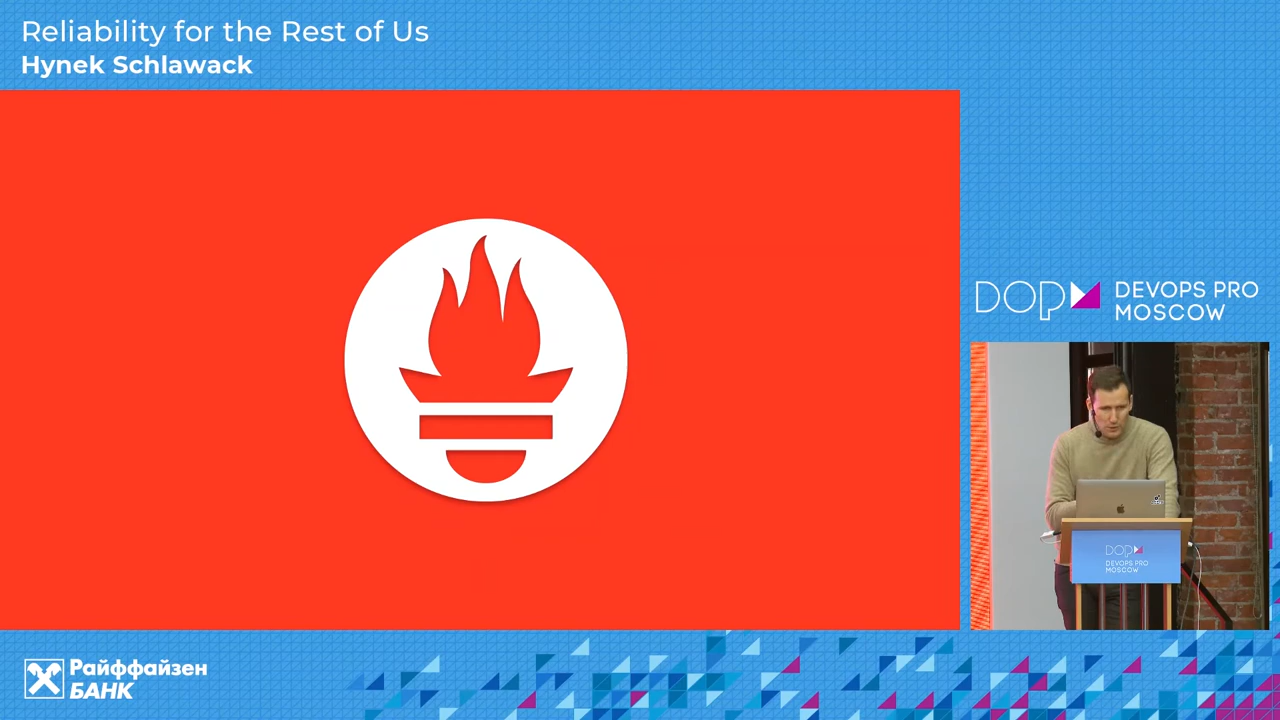 Reliability for the Rest of Us
Hynek Schlawack
DOP DEVOPS PRO
MOSCOW
DOP
DEVOPS PRO
MOSCOW
Райффайзен
БАНК